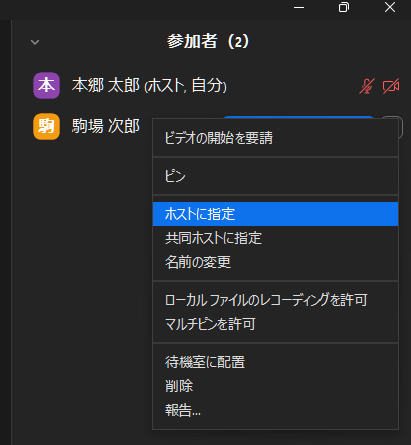 参加者 (2)
本 本郷 太郎 (ホスト, 自分)
駒 駒場 次郎
ビデオの開始を要請
ピン
ホストに指定
共同ホストに指定
名前の変更
ローカル ファイルのレコーディングを許可
マルチピンを許可
待機室に配置
削除
報告...